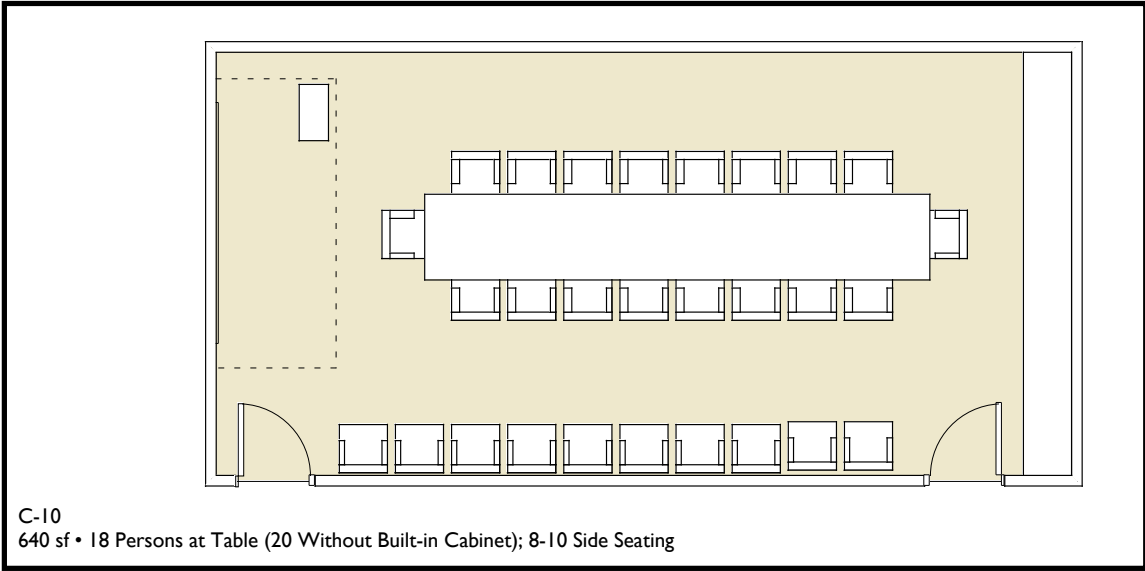 C-10
640 sf • 18 Persons at Table (20 Without Built-in Cabinet); 8-10 Side Seating